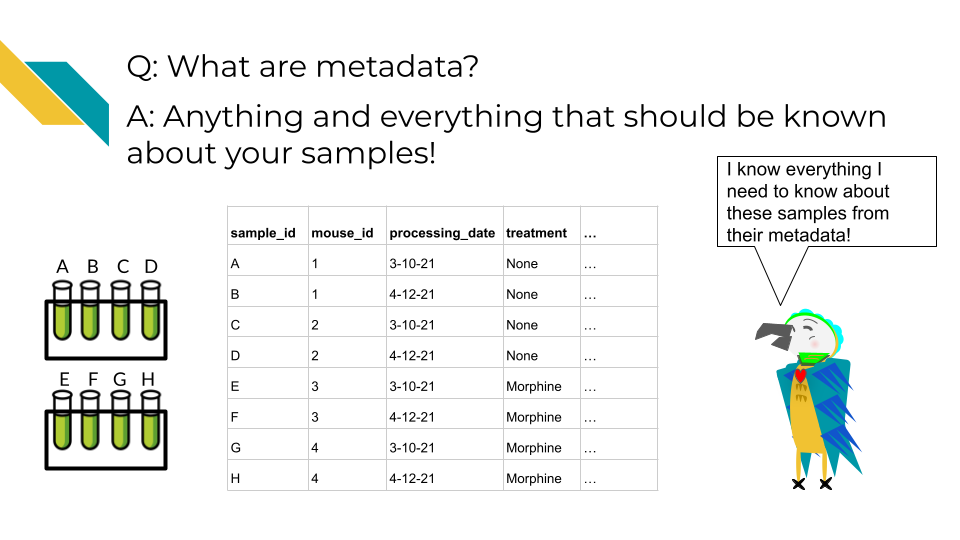 Q: What are metadata?
A: Anything and everything that should be known
about your samples!
I know everything I
need to know about
these samples from
their metadata!
sample_id mouse_id processing_date treatment …
A 1 3-10-21 None …
B 1 4-12-21 None …
C 2 3-10-21 None …
D 2 4-12-21 None …
E 3 3-10-21 Morphine …
F 3 4-12-21 Morphine …
G 4 3-10-21 Morphine …
H 4 4-12-21 Morphine …
A B C D
E F G H